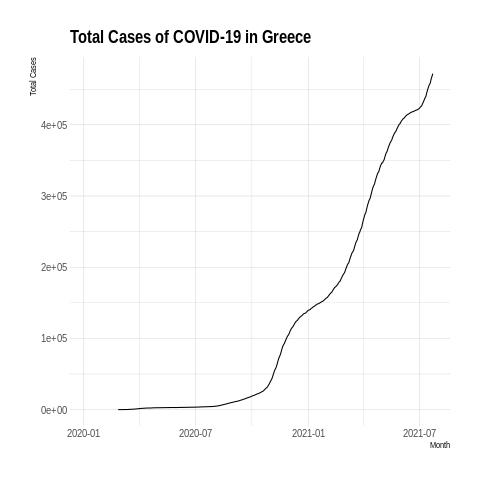 Total Cases of COVID-19 in Greece
Total Cases
4e+05
3e+05
2e+05
1e+05
0e+00
2020-01 2020-07 2021-01 2021-07
Month